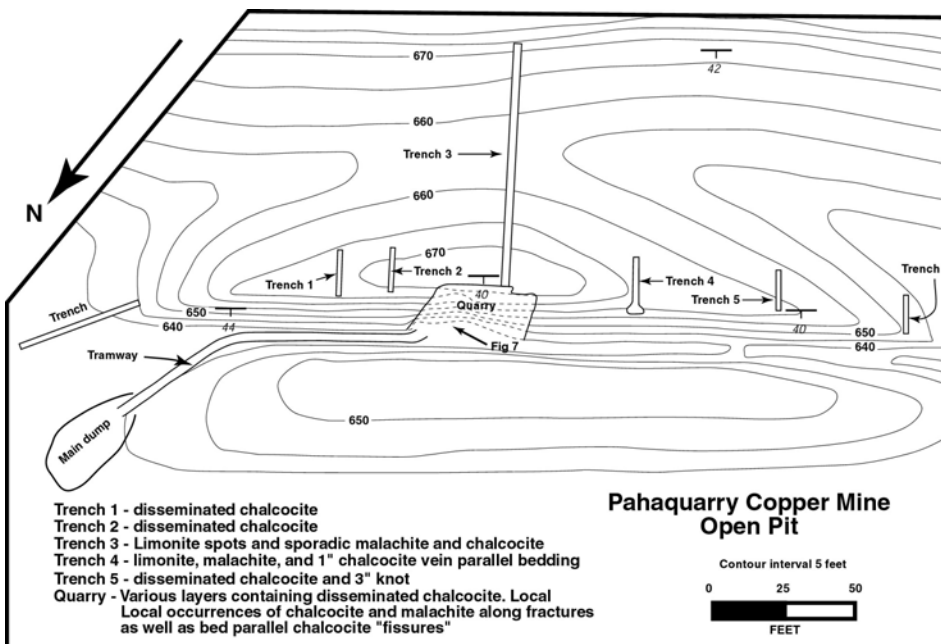 670
42
660
Trench 3
N
660
670
Trench 1
Trench 2
40
Trench 4
Trench 5
Trench
Quarry
Trench
650
44
40
640
650
640
Fig 7
Tramway
650
Main dump
Trench 1 - disseminated chalcocite
Trench 2 - disseminated chalcocite
Trench 3 - Limonite spots and sporadic malachite and chalcocite
Trench 4 - limonite, malachite, and 1" chalcocite vein parallel bedding
Trench 5 - disseminated chalcocite and 3" knot
Quarry - Various layers containing disseminated chalcocite. Local
Local occurrences of chalcocite and malachite along fractures
as well as bed parallel chalcocite "fissures"
Pahaquarry Copper Mine
Open Pit
Contour interval 5 feet
0 25 50
FEET